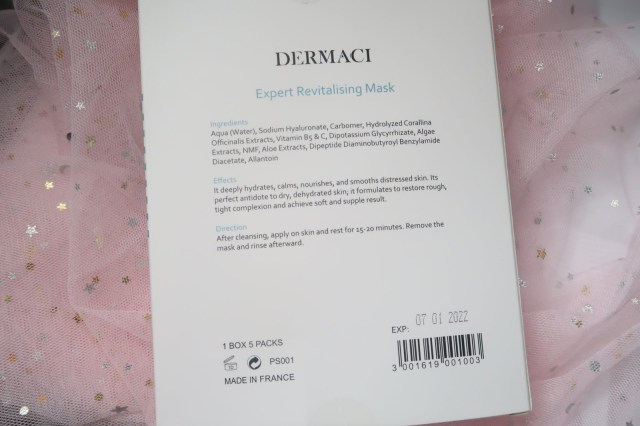 DERMACI
Expert Revitalising Mask
Ingredients
Aqua (Water), Sodium Hyaluronate, Carbomer, Hydrolyzed Corallina
Officinalis Extracts, Vitamin B5 & C, Dipotassium Glycyrrhizate, Algae
Extracts, NMF, Aloe Extracts, Dipeptide Diaminobutyroyl Benzylamide
Diacetate, Allantoin
Effects
It deeply hydrates, calms, nourishes, and smooths distressed skin. Its
perfect antidote to dry, dehydrated skin; it formulates to restore rough,
tight complexion and achieve soft and supple result.
Direction
After cleansing, apply on skin and rest for 15-20 minutes. Remove the
mask and rinse afterward.
EXP: 07 01 2022
1 BOX 5 PACKS
PS001
MADE IN FRANCE
3 001619 001003